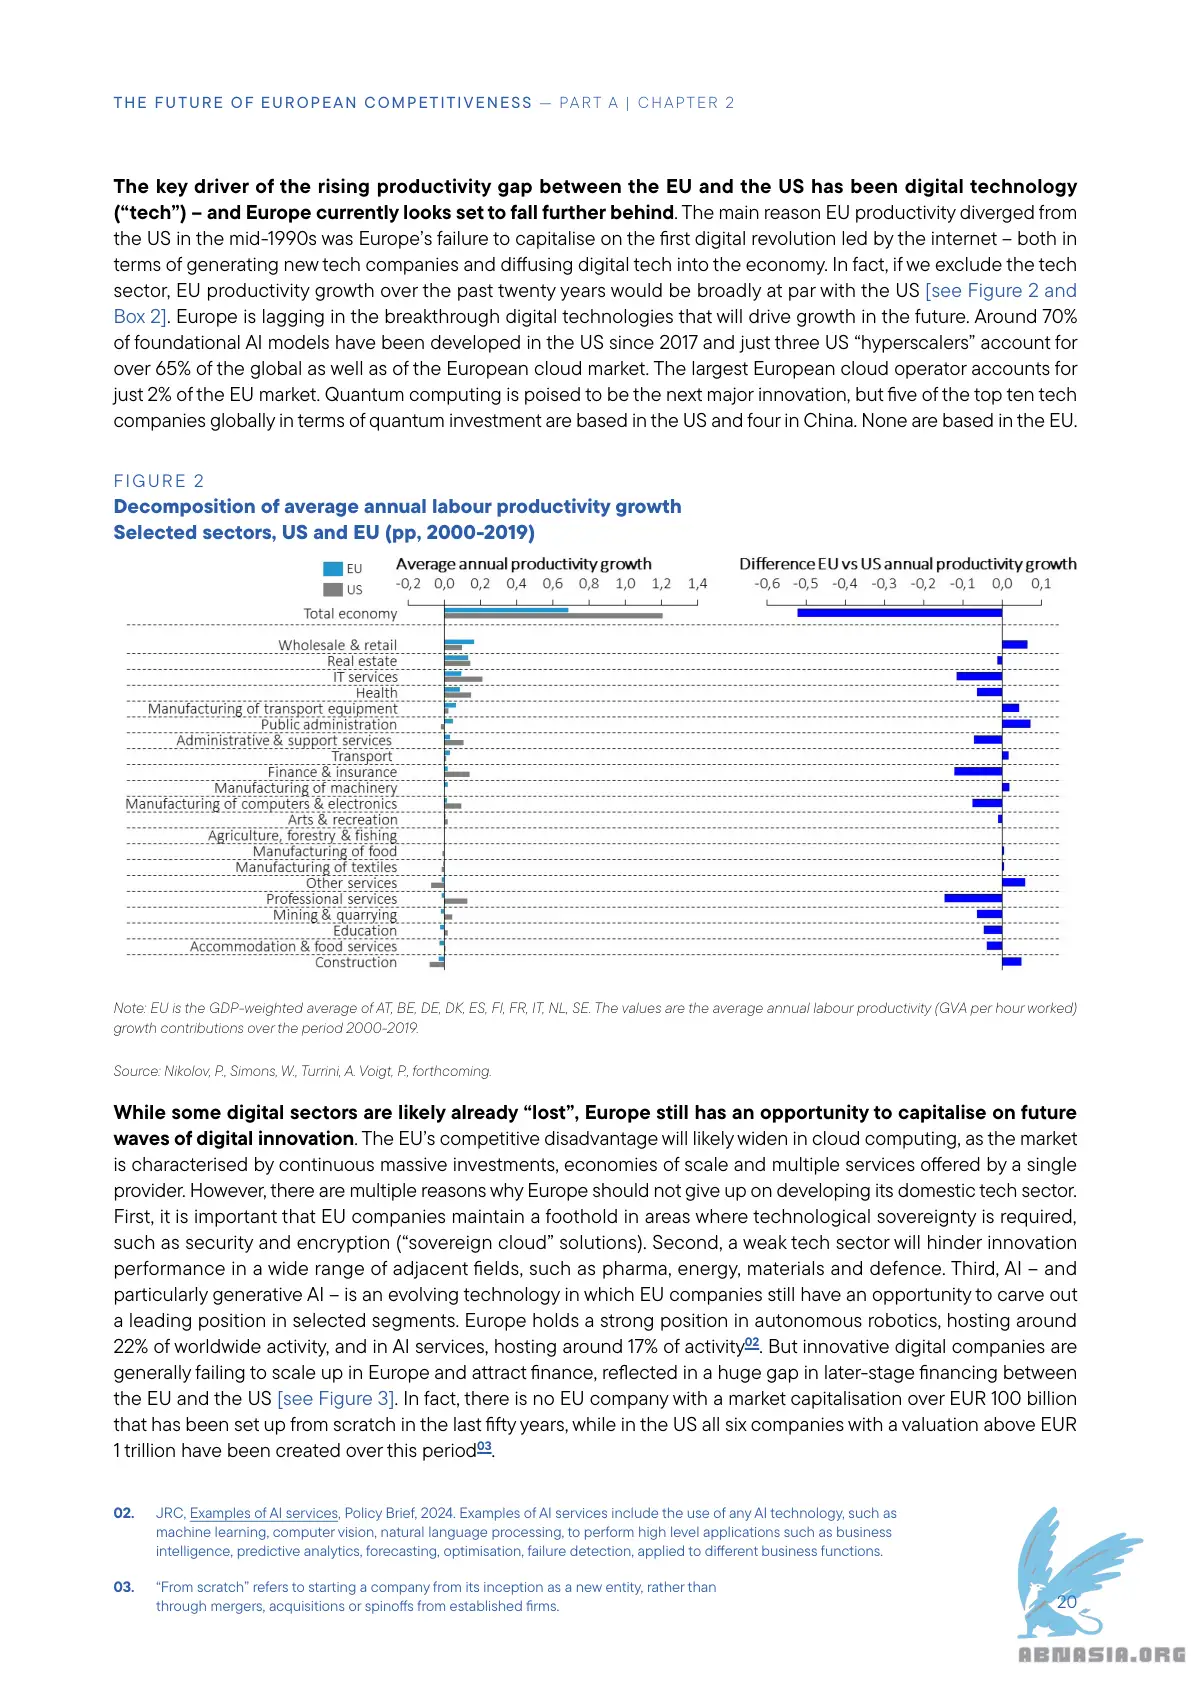 THE FUTURE OF EUROPEAN COMPETITIVENESS — PART A | CHAPTER 2
The key driver of the rising productivity gap between the EU and the US has been digital technology
(“tech”) – and Europe currently looks set to fall further behind. The main reason EU productivity diverged from
the US in the mid-1990s was Europe’s failure to capitalise on the first digital revolution led by the internet – both in
terms of generating new tech companies and diffusing digital tech into the economy. In fact, if we exclude the tech
sector, EU productivity growth over the past twenty years would be broadly at par with the US [see Figure 2 and
Box 2]. Europe is lagging in the breakthrough digital technologies that will drive growth in the future. Around 70%
of foundational AI models have been developed in the US since 2017 and just three US “hyperscalers” account for
over 65% of the global as well as of the European cloud market. The largest European cloud operator accounts for
just 2% of the EU market. Quantum computing is poised to be the next major innovation, but five of the top ten tech
companies globally in terms of quantum investment are based in the US and four in China. None are based in the EU.
FIGURE 2
Decomposition of average annual labour productivity growth
Selected sectors, US and EU (pp, 2000-2019)
EU
US
Average annual productivity growth
-0,2 0,0 0,2 0,4 0,6 0,8 1,0 1,2 1,4
Difference EU vs US annual productivity growth
-0,6 -0,5 -0,4 -0,3 -0,2 -0,1 0,0 0,1
Total economy
Wholesale & retail
Real estate
IT services
Health
Manufacturing of transport equipment
Public administration
Administrative & support services
Transport
Finance & insurance
Manufacturing of machinery
Manufacturing of computers & electronics
Arts & recreation
Agriculture, forestry & fishing
Manufacturing of food
Manufacturing of textiles
Other services
Professional services
Mining & quarrying
Education
Accommodation & food services
Construction
Note: EU is the GDP-weighted average of AT, BE, DE, DK, ES, FI, FR, IT, NL, SE. The values are the average annual labour productivity (GVA per hour worked)
growth contributions over the period 2000-2019.
Source: Nikolov, P., Simons, W., Turrini, A. Voigt, P., forthcoming.
While some digital sectors are likely already “lost”, Europe still has an opportunity to capitalise on future
waves of digital innovation. The EU’s competitive disadvantage will likely widen in cloud computing, as the market
is characterised by continuous massive investments, economies of scale and multiple services offered by a single
provider. However, there are multiple reasons why Europe should not give up on developing its domestic tech sector.
First, it is important that EU companies maintain a foothold in areas where technological sovereignty is required,
such as security and encryption (“sovereign cloud” solutions). Second, a weak tech sector will hinder innovation
performance in a wide range of adjacent fields, such as pharma, energy, materials and defence. Third, AI – and
particularly generative AI – is an evolving technology in which EU companies still have an opportunity to carve out
a leading position in selected segments. Europe holds a strong position in autonomous robotics, hosting around
22% of worldwide activity, and in AI services, hosting around 17% of activity02. But innovative digital companies are
generally failing to scale up in Europe and attract finance, reflected in a huge gap in later-stage financing between
the EU and the US [see Figure 3]. In fact, there is no EU company with a market capitalisation over EUR 100 billion
that has been set up from scratch in the last fifty years, while in the US all six companies with a valuation above EUR
1 trillion have been created over this period03.
02. JRC, Examples of AI services, Policy Brief, 2024. Examples of AI services include the use of any AI technology, such as
machine learning, computer vision, natural language processing, to perform high level applications such as business
intelligence, predictive analytics, forecasting, optimisation, failure detection, applied to different business functions.
03. “From scratch” refers to starting a company from its inception as a new entity, rather than
through mergers, acquisitions or spinoffs from established firms.
20
ABNASIA.ORG